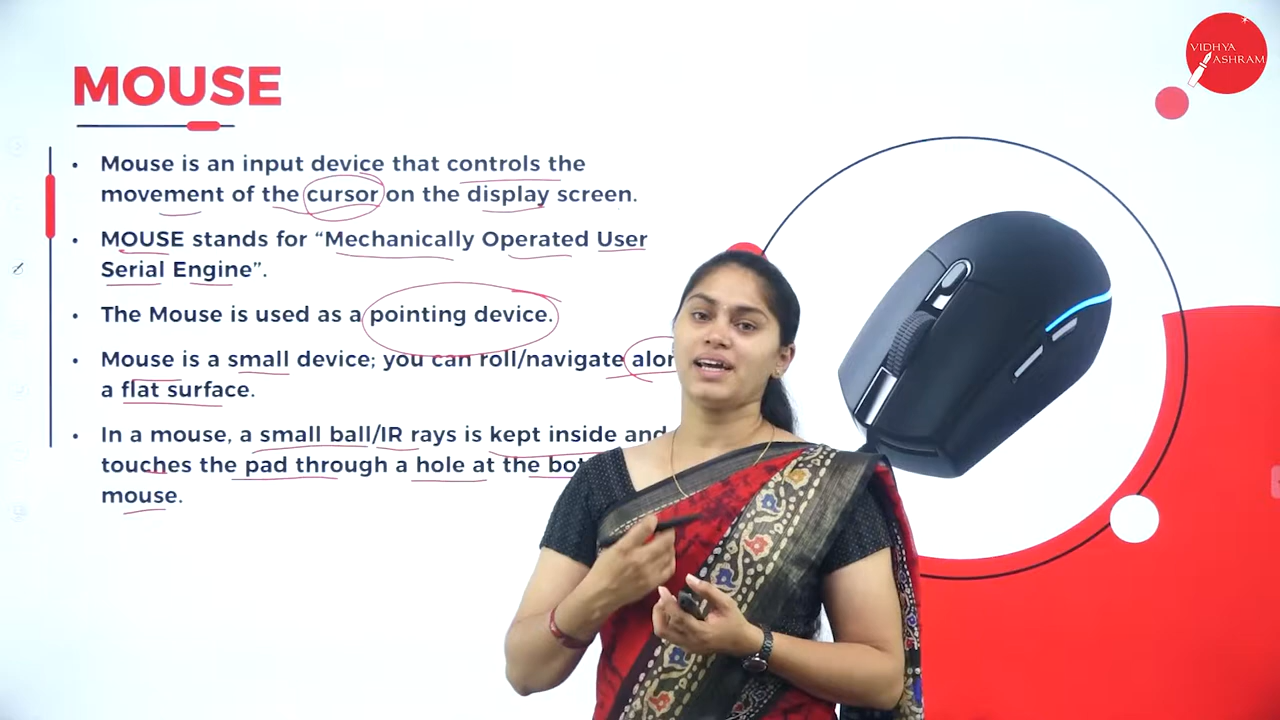 VIDHYA
ASHRAM
MOUSE
• Mouse is an input device that controls the
movement of the cursor on the display screen.
• MOUSE stands for “Mechanically Operated User
Serial Engine”.
• The Mouse is used as a pointing device.
• Mouse is a small device; you can roll/navigate
a flat surface.
• In a mouse, a small ball/IR rays is kept inside and
touches the pad through a hole at the
mouse.